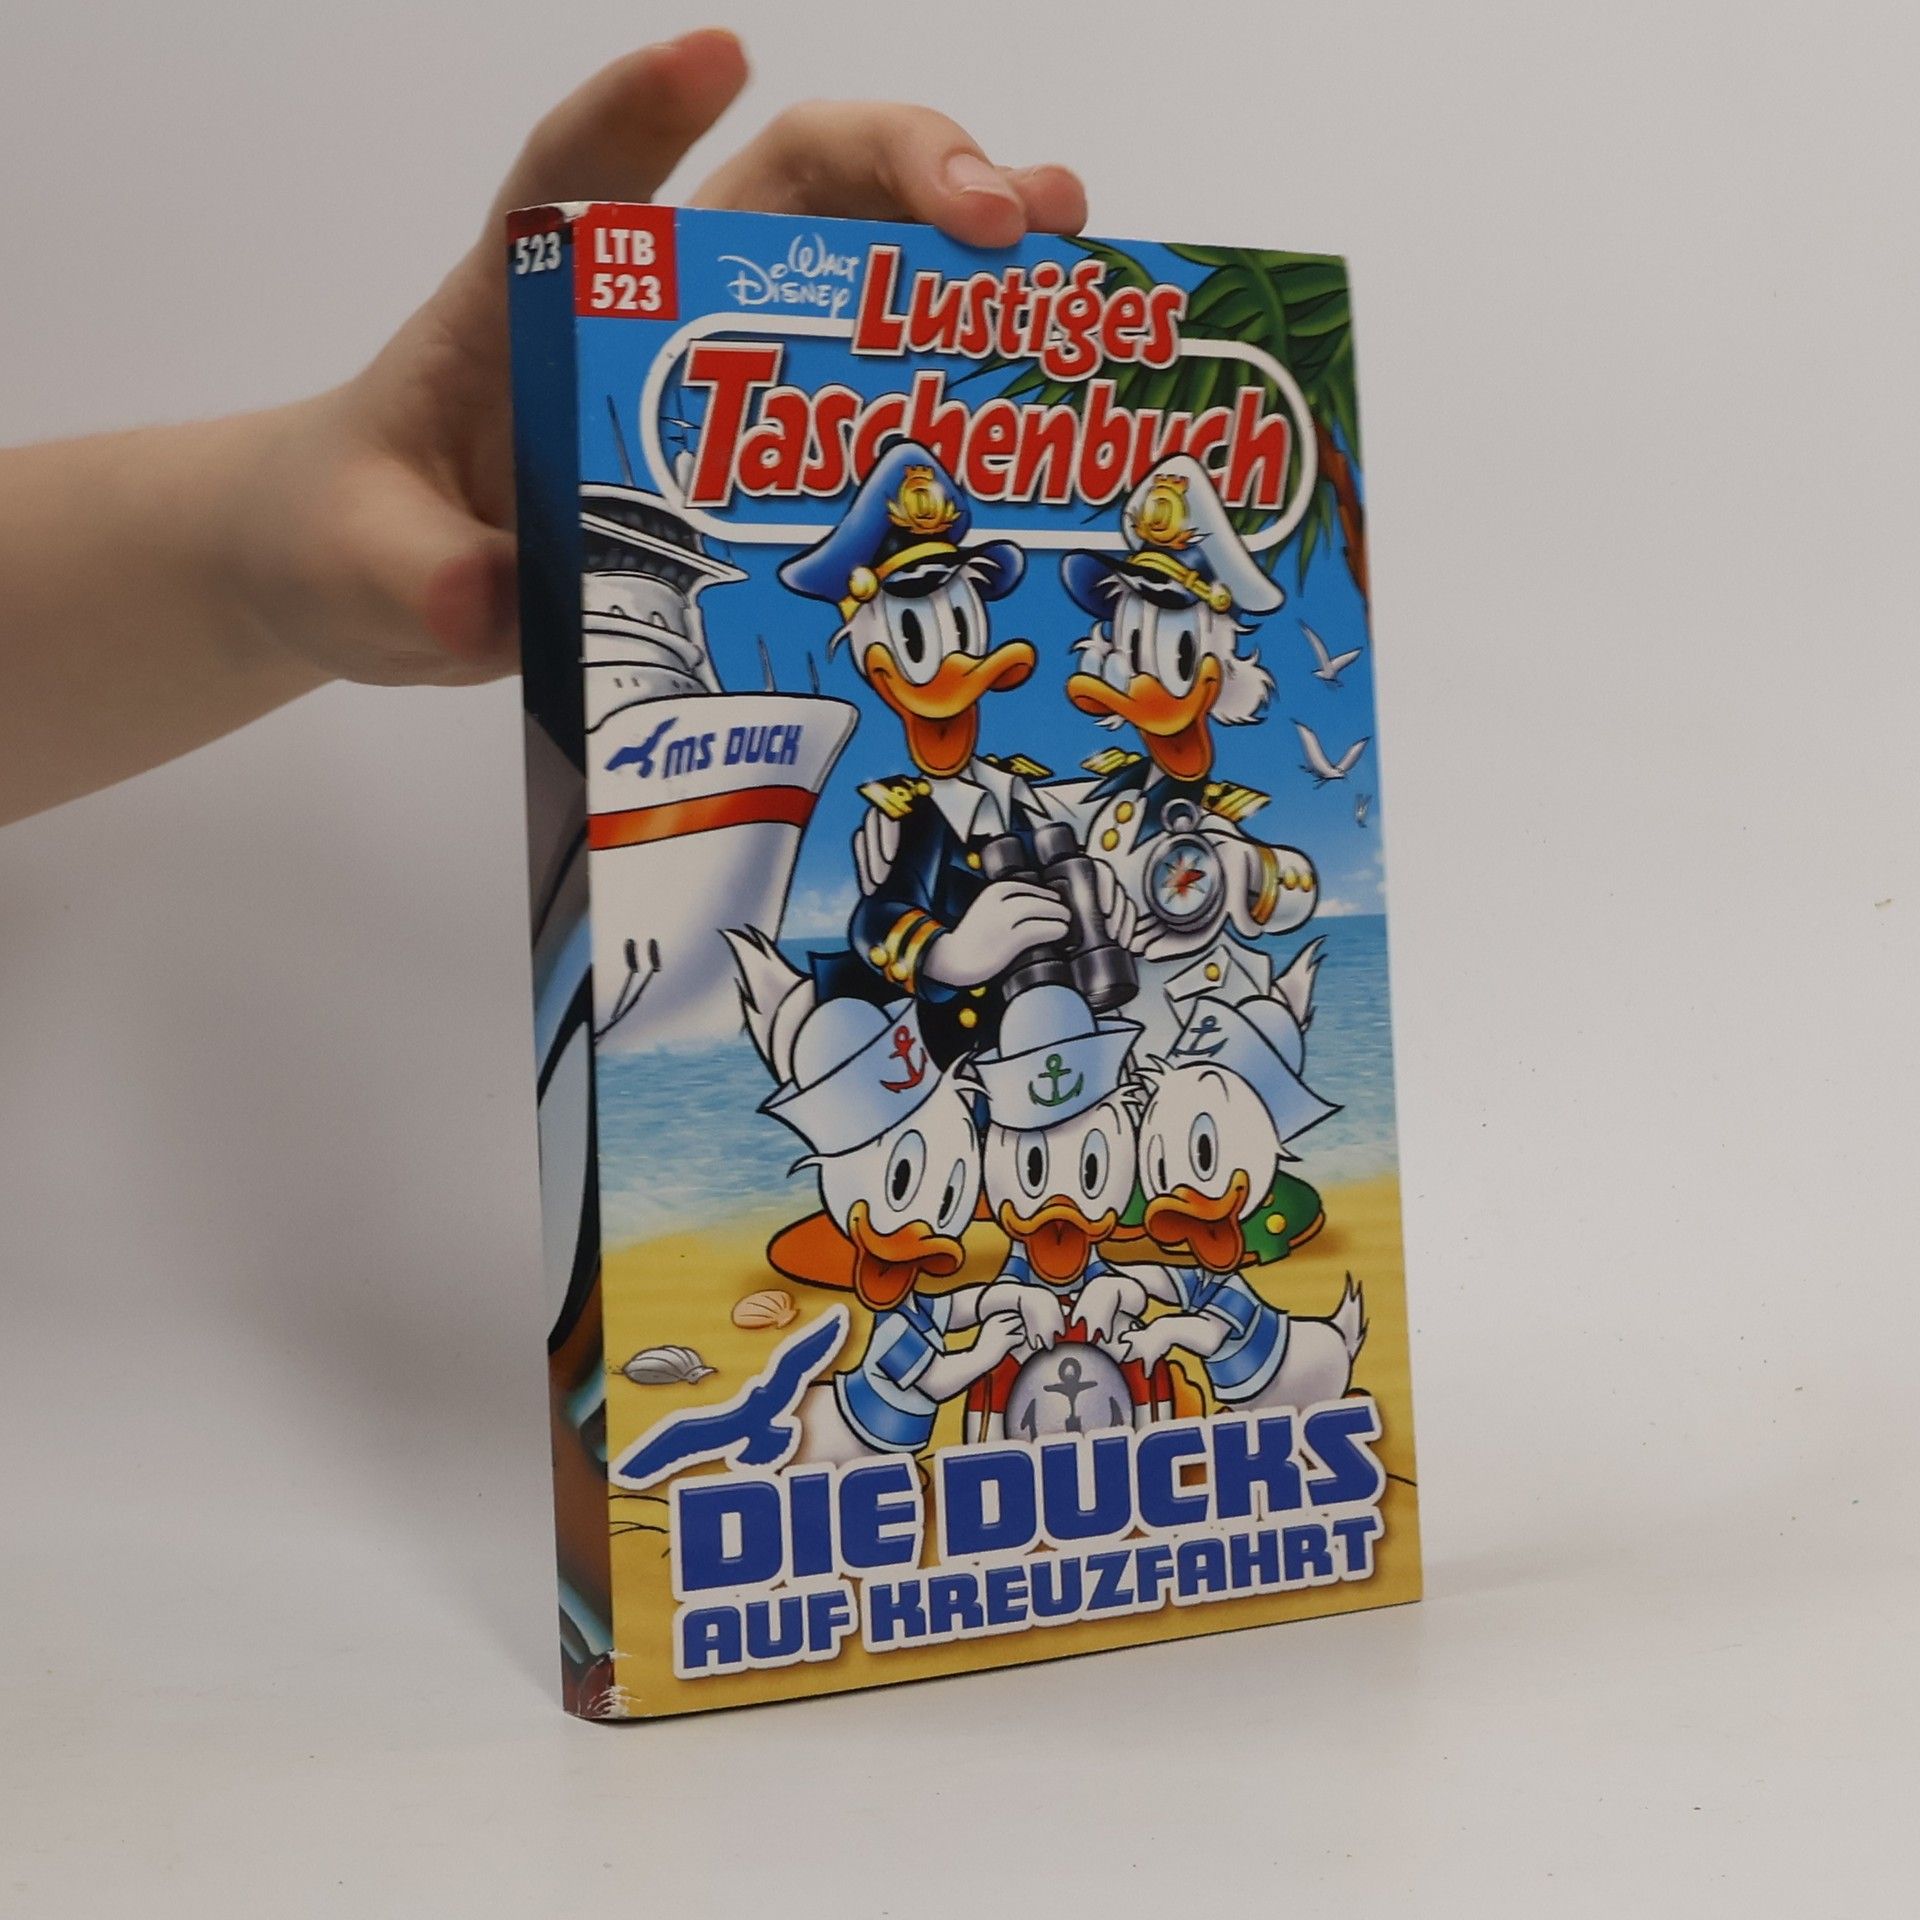 523
LTB
523
WALT
DISNEY
Lustiges
Taschenbuch
D
D
MS DUCK
DIE DUCKS
AUF KREUZFAHRT